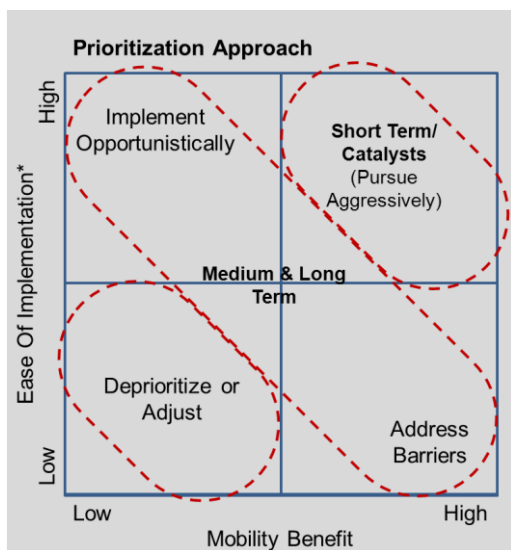 Prioritization Approach
High
Implement
Opportunistically
Short Term/
Catalysts
(Pursue
Aggressively)
Ease Of Implementation*
Medium & Long
Term
Deprioritize or
Adjust
Address
Barriers
Low
Low
High
Mobility Benefit